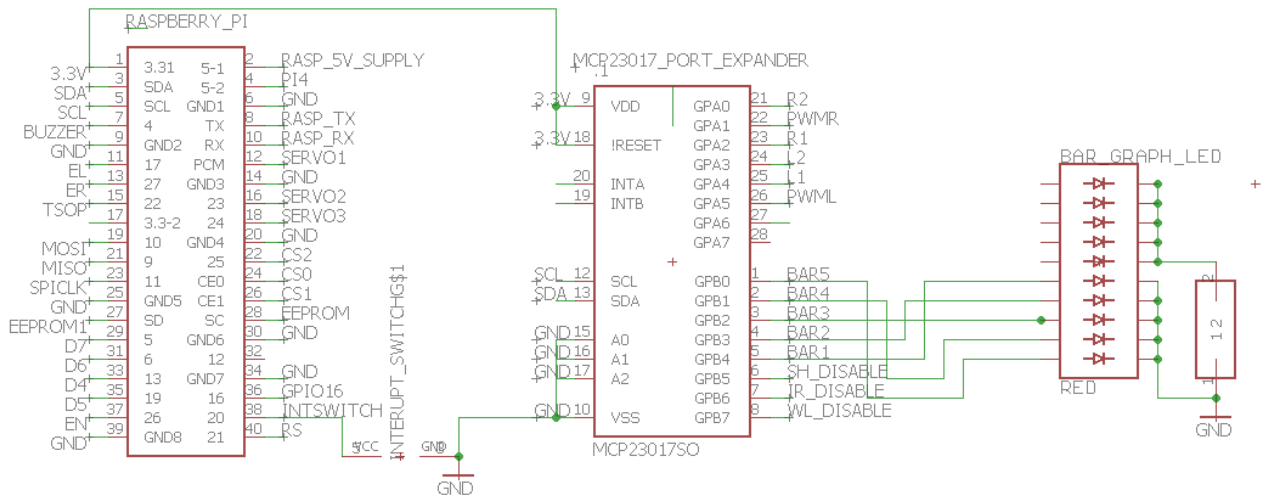 RASPBERRY_PI
1 3.31 5-1 2 RASP_5V_SUPPLY
3.3V 3 SDA 5-2 4 PI4
SDA 5 SCL GND1 6 GND
SCL 7 4 TX 8 RASP_TX
BUZZER 9 GND2 RX 10 RASP_RX
GND 11 17 PCM 12 SERVO1
EL 13 27 GND3 14 GND
ER 15 22 23 16 SERVO2
TSOP 17 3.3-2 24 18 SERVO3
19 10 GND4 20 GND
MOSI 21 9 25 22 CS2
MISO 23 11 CE0 24 CS0
SPICLK 25 GND5 CE1 26 CS1
GND 27 SD SC 28 EEPROM
EEPROM1 29 5 GND6 30 GND
D7 31 6 12 32
D6 33 13 GND7 34 GND
D4 35 19 16 36 GPIO16
D5 37 26 20 38 INTSWITCH
EN 39 GND8 21 40 RS
GND
INTERUPT_SWITCHG$1
VCC GND
GND
MCP23017_PORT_EXPANDER
.1
3.3V 9 VDD GPA0 21 R2
GPA1 22 PWMR
3.3V 18 !RESET GPA2 23 R1
GPA3 24 L2
20 INTA GPA4 25 L1
19 INTB GPA5 26 PWML
GPA6 27
GPA7 28
SCL 12 SCL GPB0 1 BAR5
SDA 13 SDA GPB1 2 BAR4
GPB2 3 BAR3
GND 15 A0 GPB3 4 BAR2
GND 16 A1 GPB4 5 BAR1
GND 17 A2 GPB5 6 SH_DISABLE
GPB6 7 IR_DISABLE
GND 10 VSS GPB7 8 WL_DISABLE
MCP23017SO
BAR_GRAPH_LED
RED
2
12
1
GND